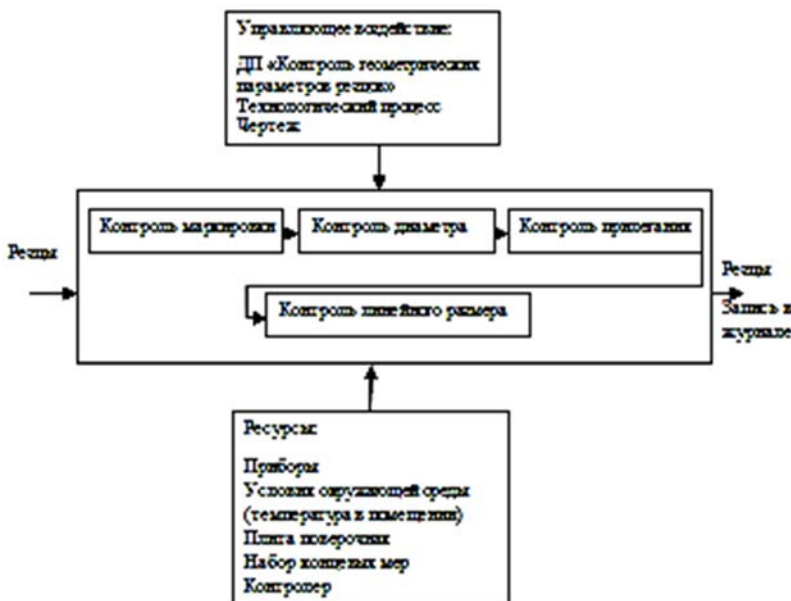 Управляющее воздействие:
ДП «Контроль геометрических
параметров резцов»
Технологический процесс
Чертеж
Контроль маркировки
Контроль диаметра
Контроль прилегания
Резцы
Контроль линейного размера
Резцы
Запись в
журнале
Ресурсы:
Приборы
Условия окружающей среды
(температура в помещении)
Плита поверочная
Набор концевых мер
Контролер